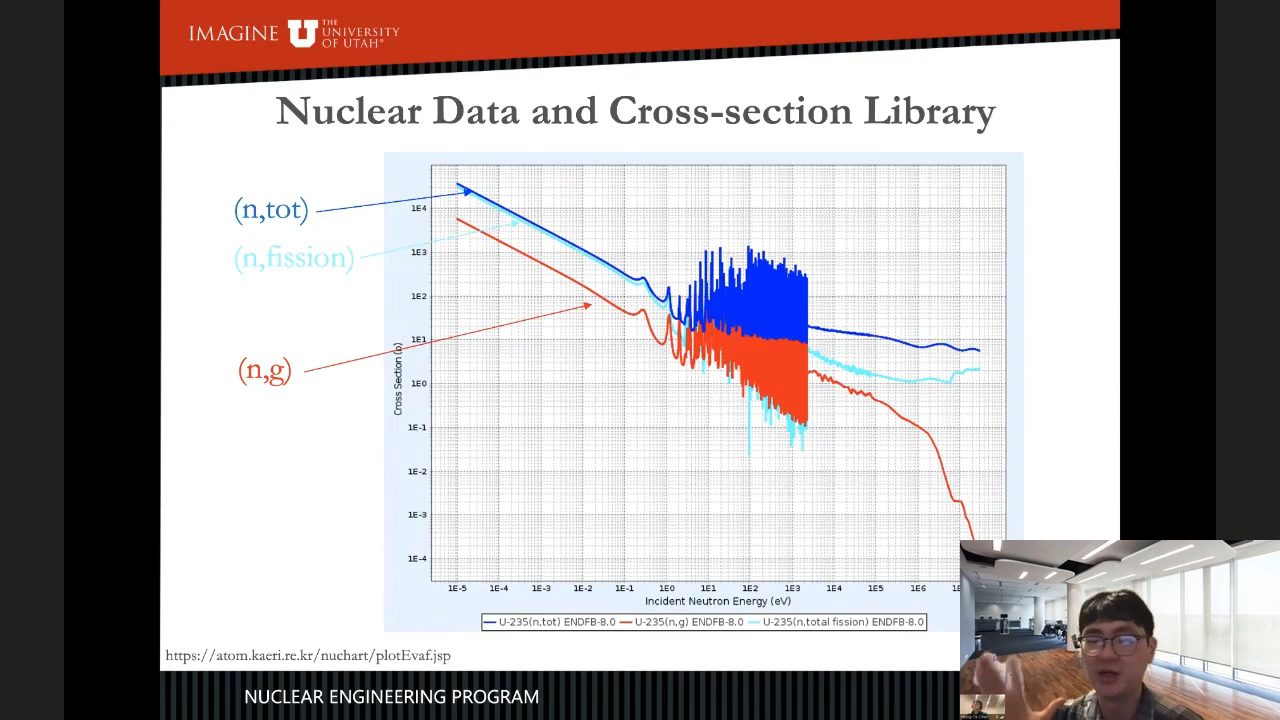 IMAGINE
THE
UNIVERSITY
OF UTAH®
Nuclear Data and Cross-section Library
(n,tot)
(n,fission)
(n,g)
1E4
1E3
1E2
1E1
1E0
1E-1
1E-2
1E-3
1E-4
Cross Section (b)
1E-5 1E-4 1E-3 1E-2 1E-1 1E0 1E1 1E2 1E3 1E4 1E5 1E6
Incident Neutron Energy (eV)
U-235(n,tot) ENDFB-8.0 U-235(n,g) ENDFB-8.0 U-235(n,total fission) ENDFB-8.0
https://atom.kaeri.re.kr/nuchart/plotEvaf.jsp
NUCLEAR ENGINEERING PROGRAM